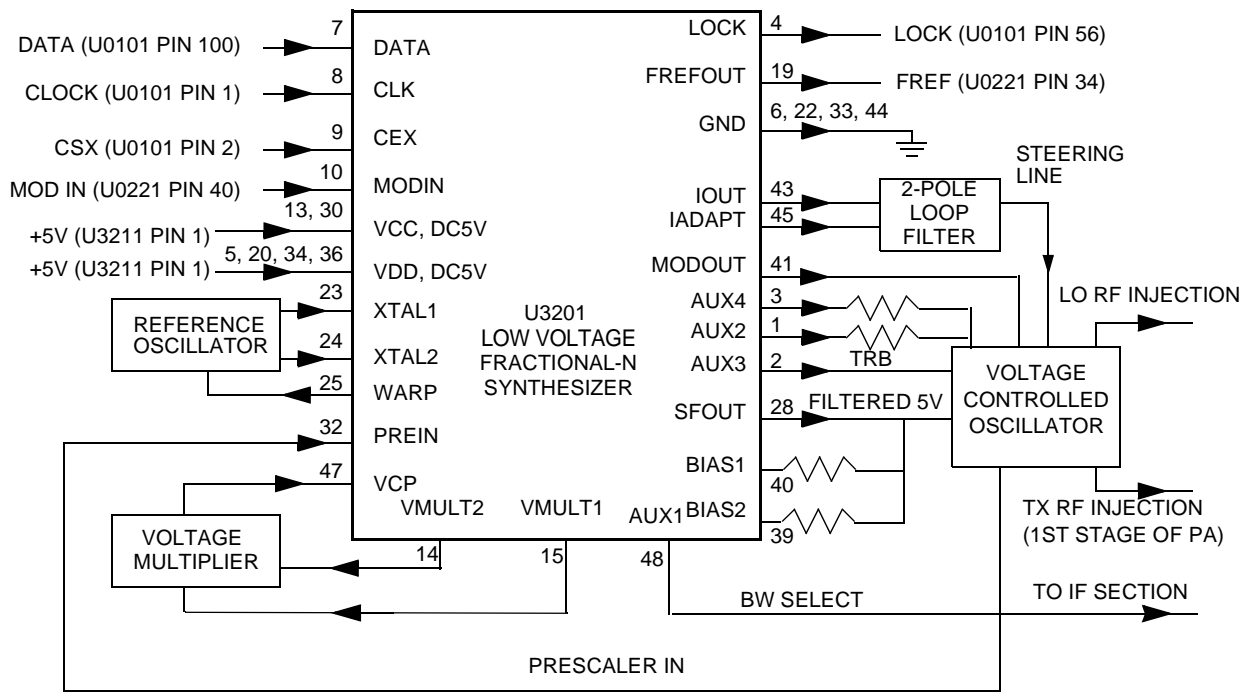 7
DATA (U0101 PIN 100)
DATA
8
CLOCK (U0101 PIN 1)
CLK
9
CSX (U0101 PIN 2)
CEX
10
MOD IN (U0221 PIN 40)
MODIN
13, 30
+5V (U3211 PIN 1)
VCC, DC5V
5, 20, 34, 36
+5V (U3211 PIN 1)
VDD, DC5V
23
XTAL1
REFERENCE
OSCILLATOR
24
XTAL2
25
WARP
32
PREIN
47
VCP
VOLTAGE
MULTIPLIER
VMULT2
14
VMULT1
15
AUX1
48
U3201
LOW VOLTAGE
FRACTIONAL-N
SYNTHESIZER
LOCK
4
LOCK (U0101 PIN 56)
FREFOUT
19
FREF (U0221 PIN 34)
GND
6, 22, 33, 44
IOUT
43
IADAPT
45
2-POLE
LOOP
FILTER
STEERING
LINE
MODOUT
41
AUX4
3
AUX2
1
TRB
AUX3
2
SFOUT
28
FILTERED 5V
BIAS1
40
BIAS2
39
VOLTAGE
CONTROLLED
OSCILLATOR
LO RF INJECTION
TX RF INJECTION
(1ST STAGE OF PA)
BW SELECT
TO IF SECTION
PRESCALER IN